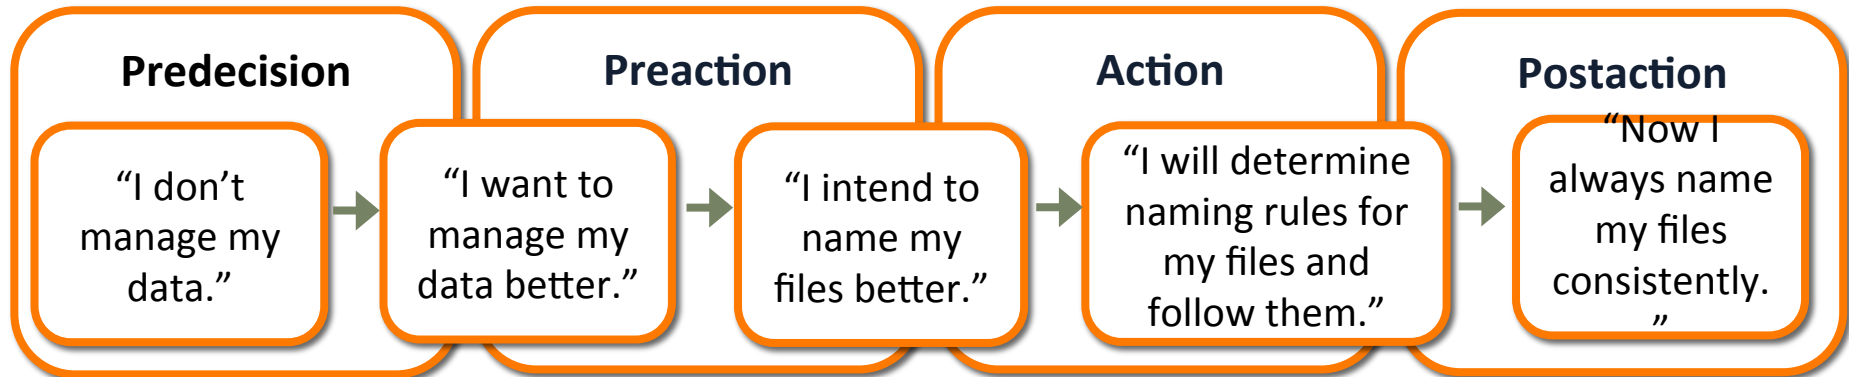 Predecision
Preaction
Action
Postaction
“I don’t
manage my
data.”
“I want to
manage my
data better.”
“I intend to
name my
files better.”
“I will determine
naming rules for
my files and
follow them.”
“Now I
always name
my files
consistently.
”